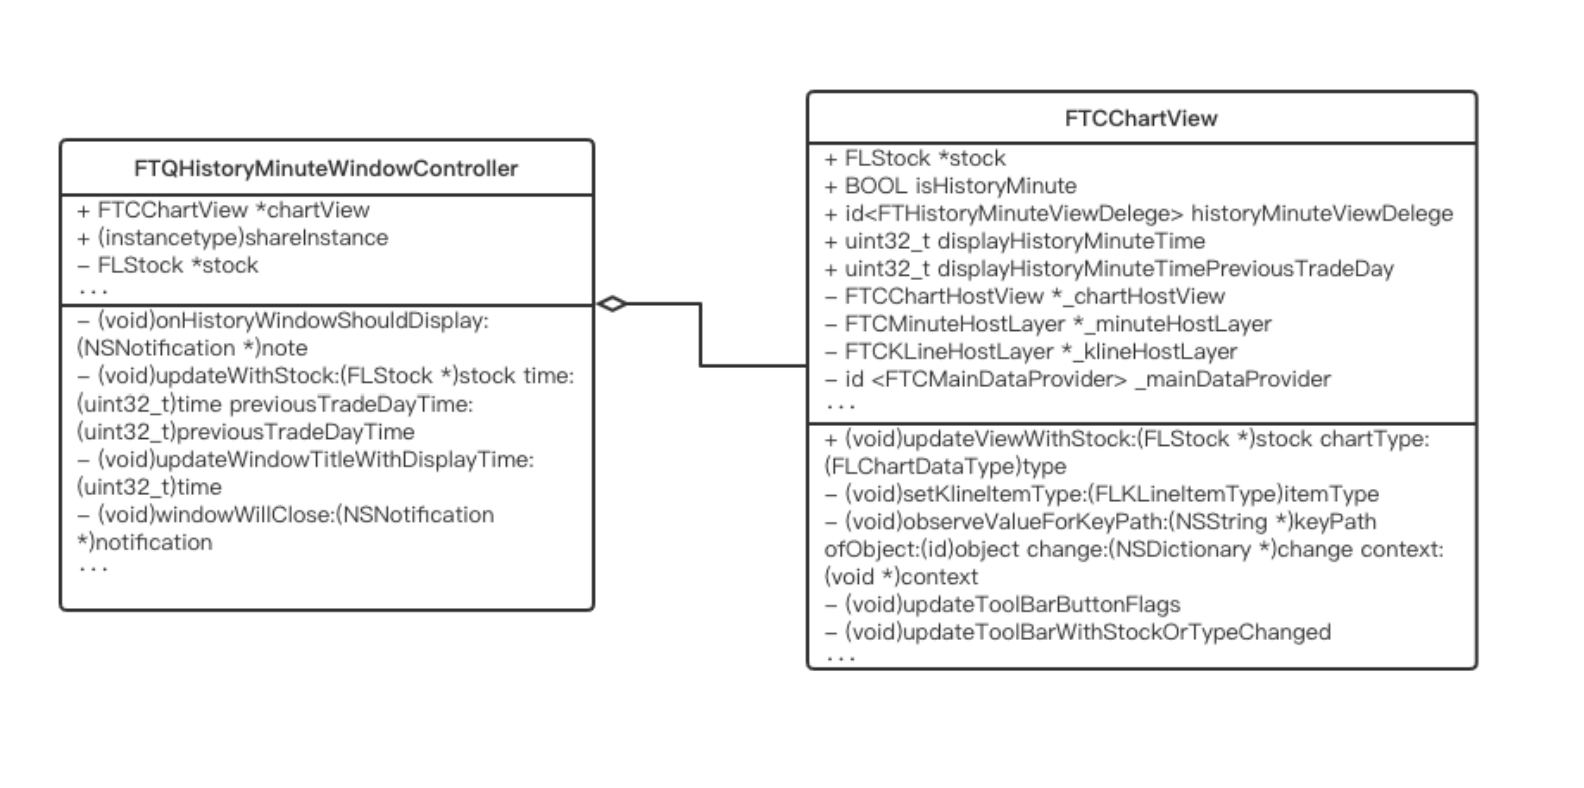 FTQHistoryMinuteWindowController
+ FTCChartView *chartView
+ (instancetype)shareInstance
- FLStock *stock
...
- (void)onHistoryWindowShouldDisplay:
(NSNotification *)note
- (void)updateWithStock:(FLStock *)stock time:
(uint32_t)time previousTradeDayTime:
(uint32_t)previousTradeDayTime
- (void)updateWindowTitleWithDisplayTime:
(uint32_t)time
- (void)windowWillClose:(NSNotification
*)notification
...
FTCChartView
+ FLStock *stock
+ BOOL isHistoryMinute
+ id<FTHistoryMinuteViewDelege> historyMinuteViewDelege
+ uint32_t displayHistoryMinuteTime
+ uint32_t displayHistoryMinuteTimePreviousTradeDay
- FTCChartHostView *_chartHostView
- FTCMinuteHostLayer *_minuteHostLayer
- FTCKLineHostLayer *_klineHostLayer
- id <FTCMainDataProvider> _mainDataProvider
...
+ (void)updateViewWithStock:(FLStock *)stock chartType:
(FLChartDataType)type
- (void)setKlineItemType:(FLKLineItemType)itemType
- (void)observeValueForKeyPath:(NSString *)keyPath
ofObject:(id)object change:(NSDictionary *)change context:
(void *)context
- (void)updateToolBarButtonFlags
- (void)updateToolBarWithStockOrTypeChanged
...